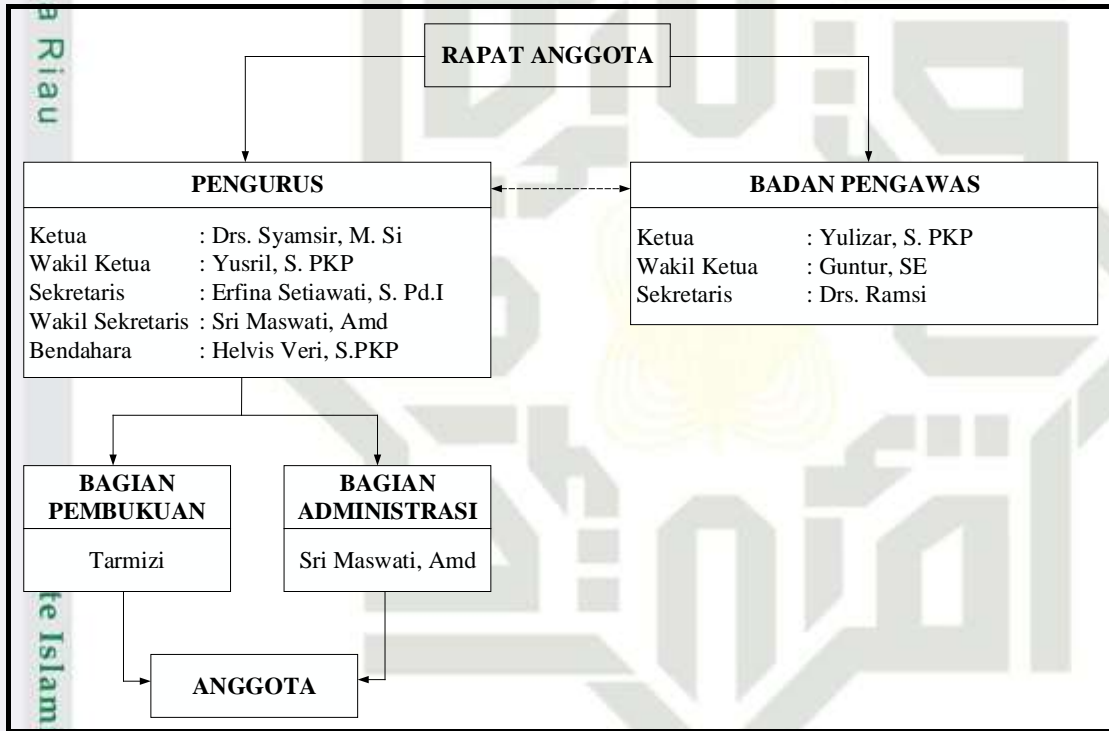 a Riau
RAPAT ANGGOTA
PENGURUS
Ketua : Drs. Syamsir, M. Si
Wakil Ketua : Yusril, S. PKP
Sekretaris : Erfina Setiawati, S. Pd.I
Wakil Sekretaris : Sri Maswati, Amd
Bendahara : Helvis Veri, S.PKP
BADAN PENGAWAS
Ketua : Yulizar, S. PKP
Wakil Ketua : Guntur, SE
Sekretaris : Drs. Ramsi
BAGIAN
PEMBUKUAN
Tarmizi
BAGIAN
ADMINISTRASI
Sri Maswati, Amd
ANGGOTA
te Islam